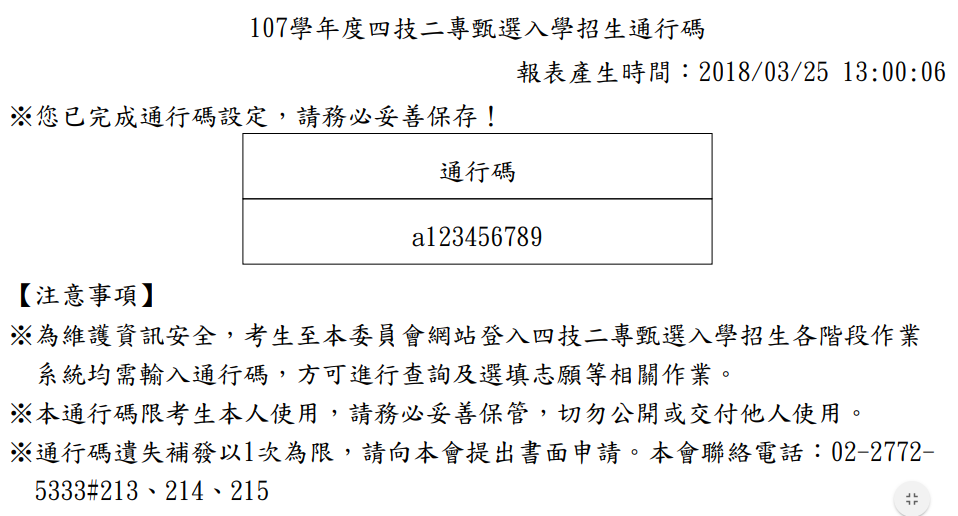 107學年度四技二專甄選入學招生通行碼
報表產生時間：2018/03/25 13:00:06
※您已完成通行碼設定，請務必妥善保存！
通行碼
a123456789
【注意事項】
※為維護資訊安全，考生至本委員會網站登入四技二專甄選入學招生各階段作業
系統均需輸入通行碼，方可進行查詢及選填志願等相關作業。
※本通行碼限考生本人使用，請務必妥善保管，切勿公開或交付他人使用。
※通行碼遺失補發以1次為限，請向本會提出書面申請。本會聯絡電話：02-2772-
5333#213、214、215